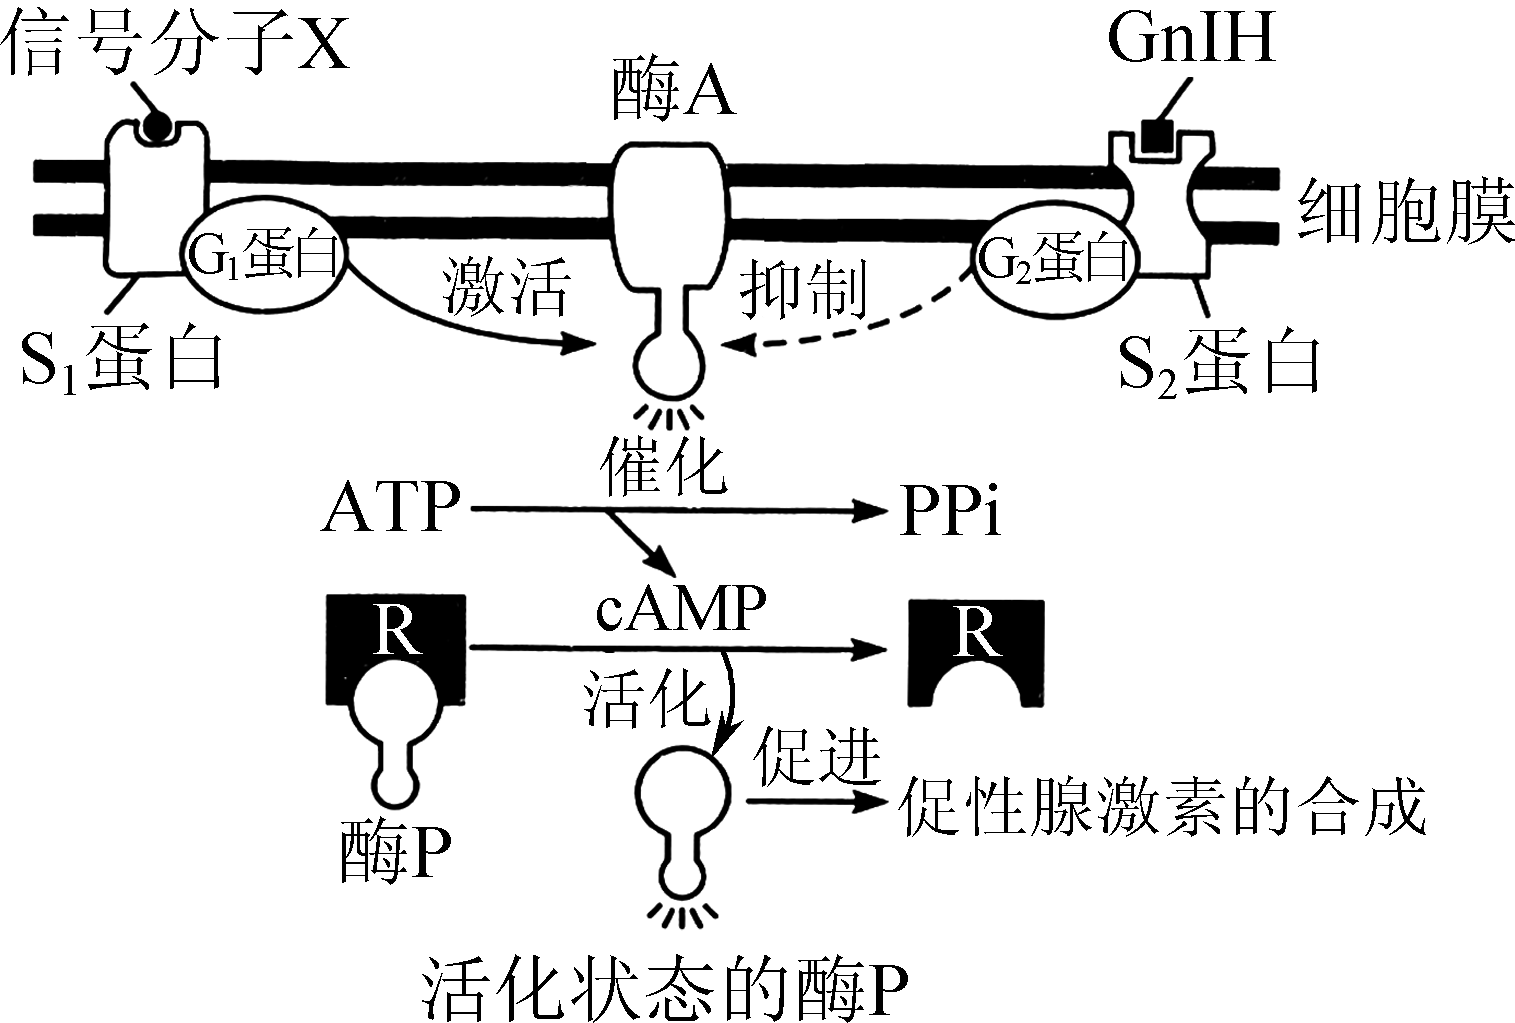 信号分子X
GnIH
酶A
细胞膜
G₁蛋白
G₂蛋白
激活
抑制
S₁蛋白
S₂蛋白
催化
ATP
PPi
cAMP
R
R
活化
促进
促性腺激素的合成
酶P
活化状态的酶P